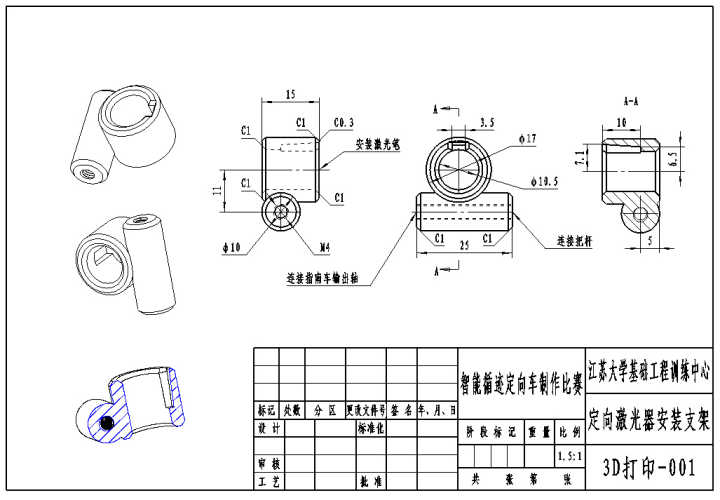 15
C1
C1
C0.3
安装激光笔
11
C1
C1
φ10
M4
连接指南车输出轴
A
3.5
φ17
φ10.5
C1
C1
25
A
连接把杆
A-A
10
7.1
6.5
5
标记 处数 分 区 更改文件号 签 名 年、月、日
设 计 标准化
审 核
工 艺 批 准
智能循迹定向车制作比赛
阶 段 标 记 重 量 比 例
1.5:1
共 张 第 张
江苏大学基础工程训练中心
定向激光器安装支架
3D打印-001